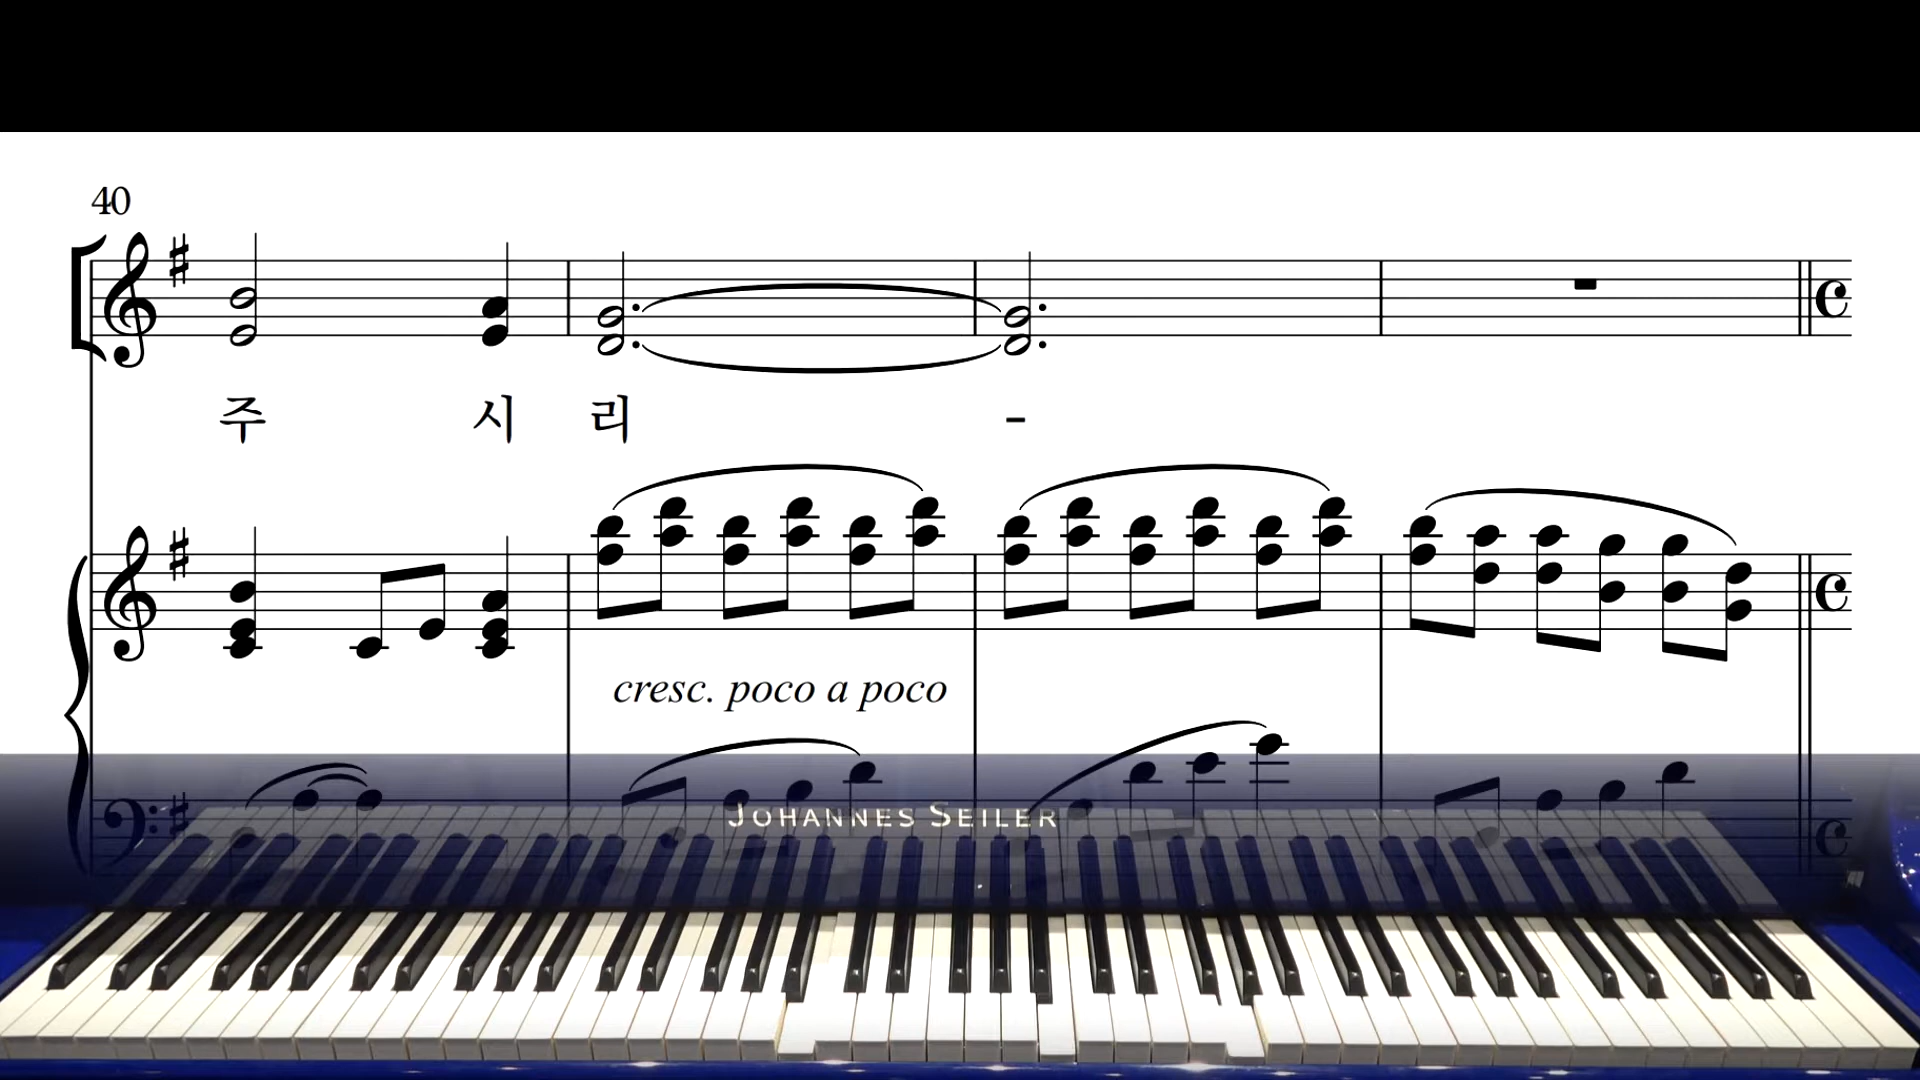 40
주 시 리 -
cresc. poco a poco
JOHANNES SEILER